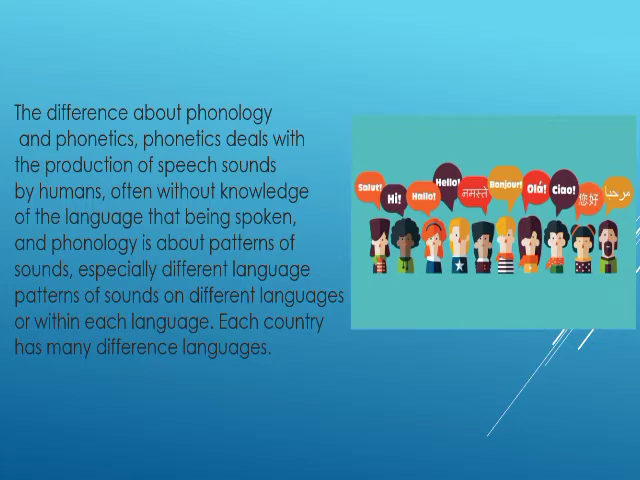 The difference about phonology
and phonetics, phonetics deals with
the production of speech sounds
by humans, often without knowledge
of the language that being spoken,
and phonology is about patterns of
sounds, especially different language
patterns of sounds on different languages
or within each language. Each country
has many difference languages.
Salut!
Hi!
Hallo!
Hello!
नमस्ते
Bonjour!
Olá!
Ciao!
您好
مرحبا